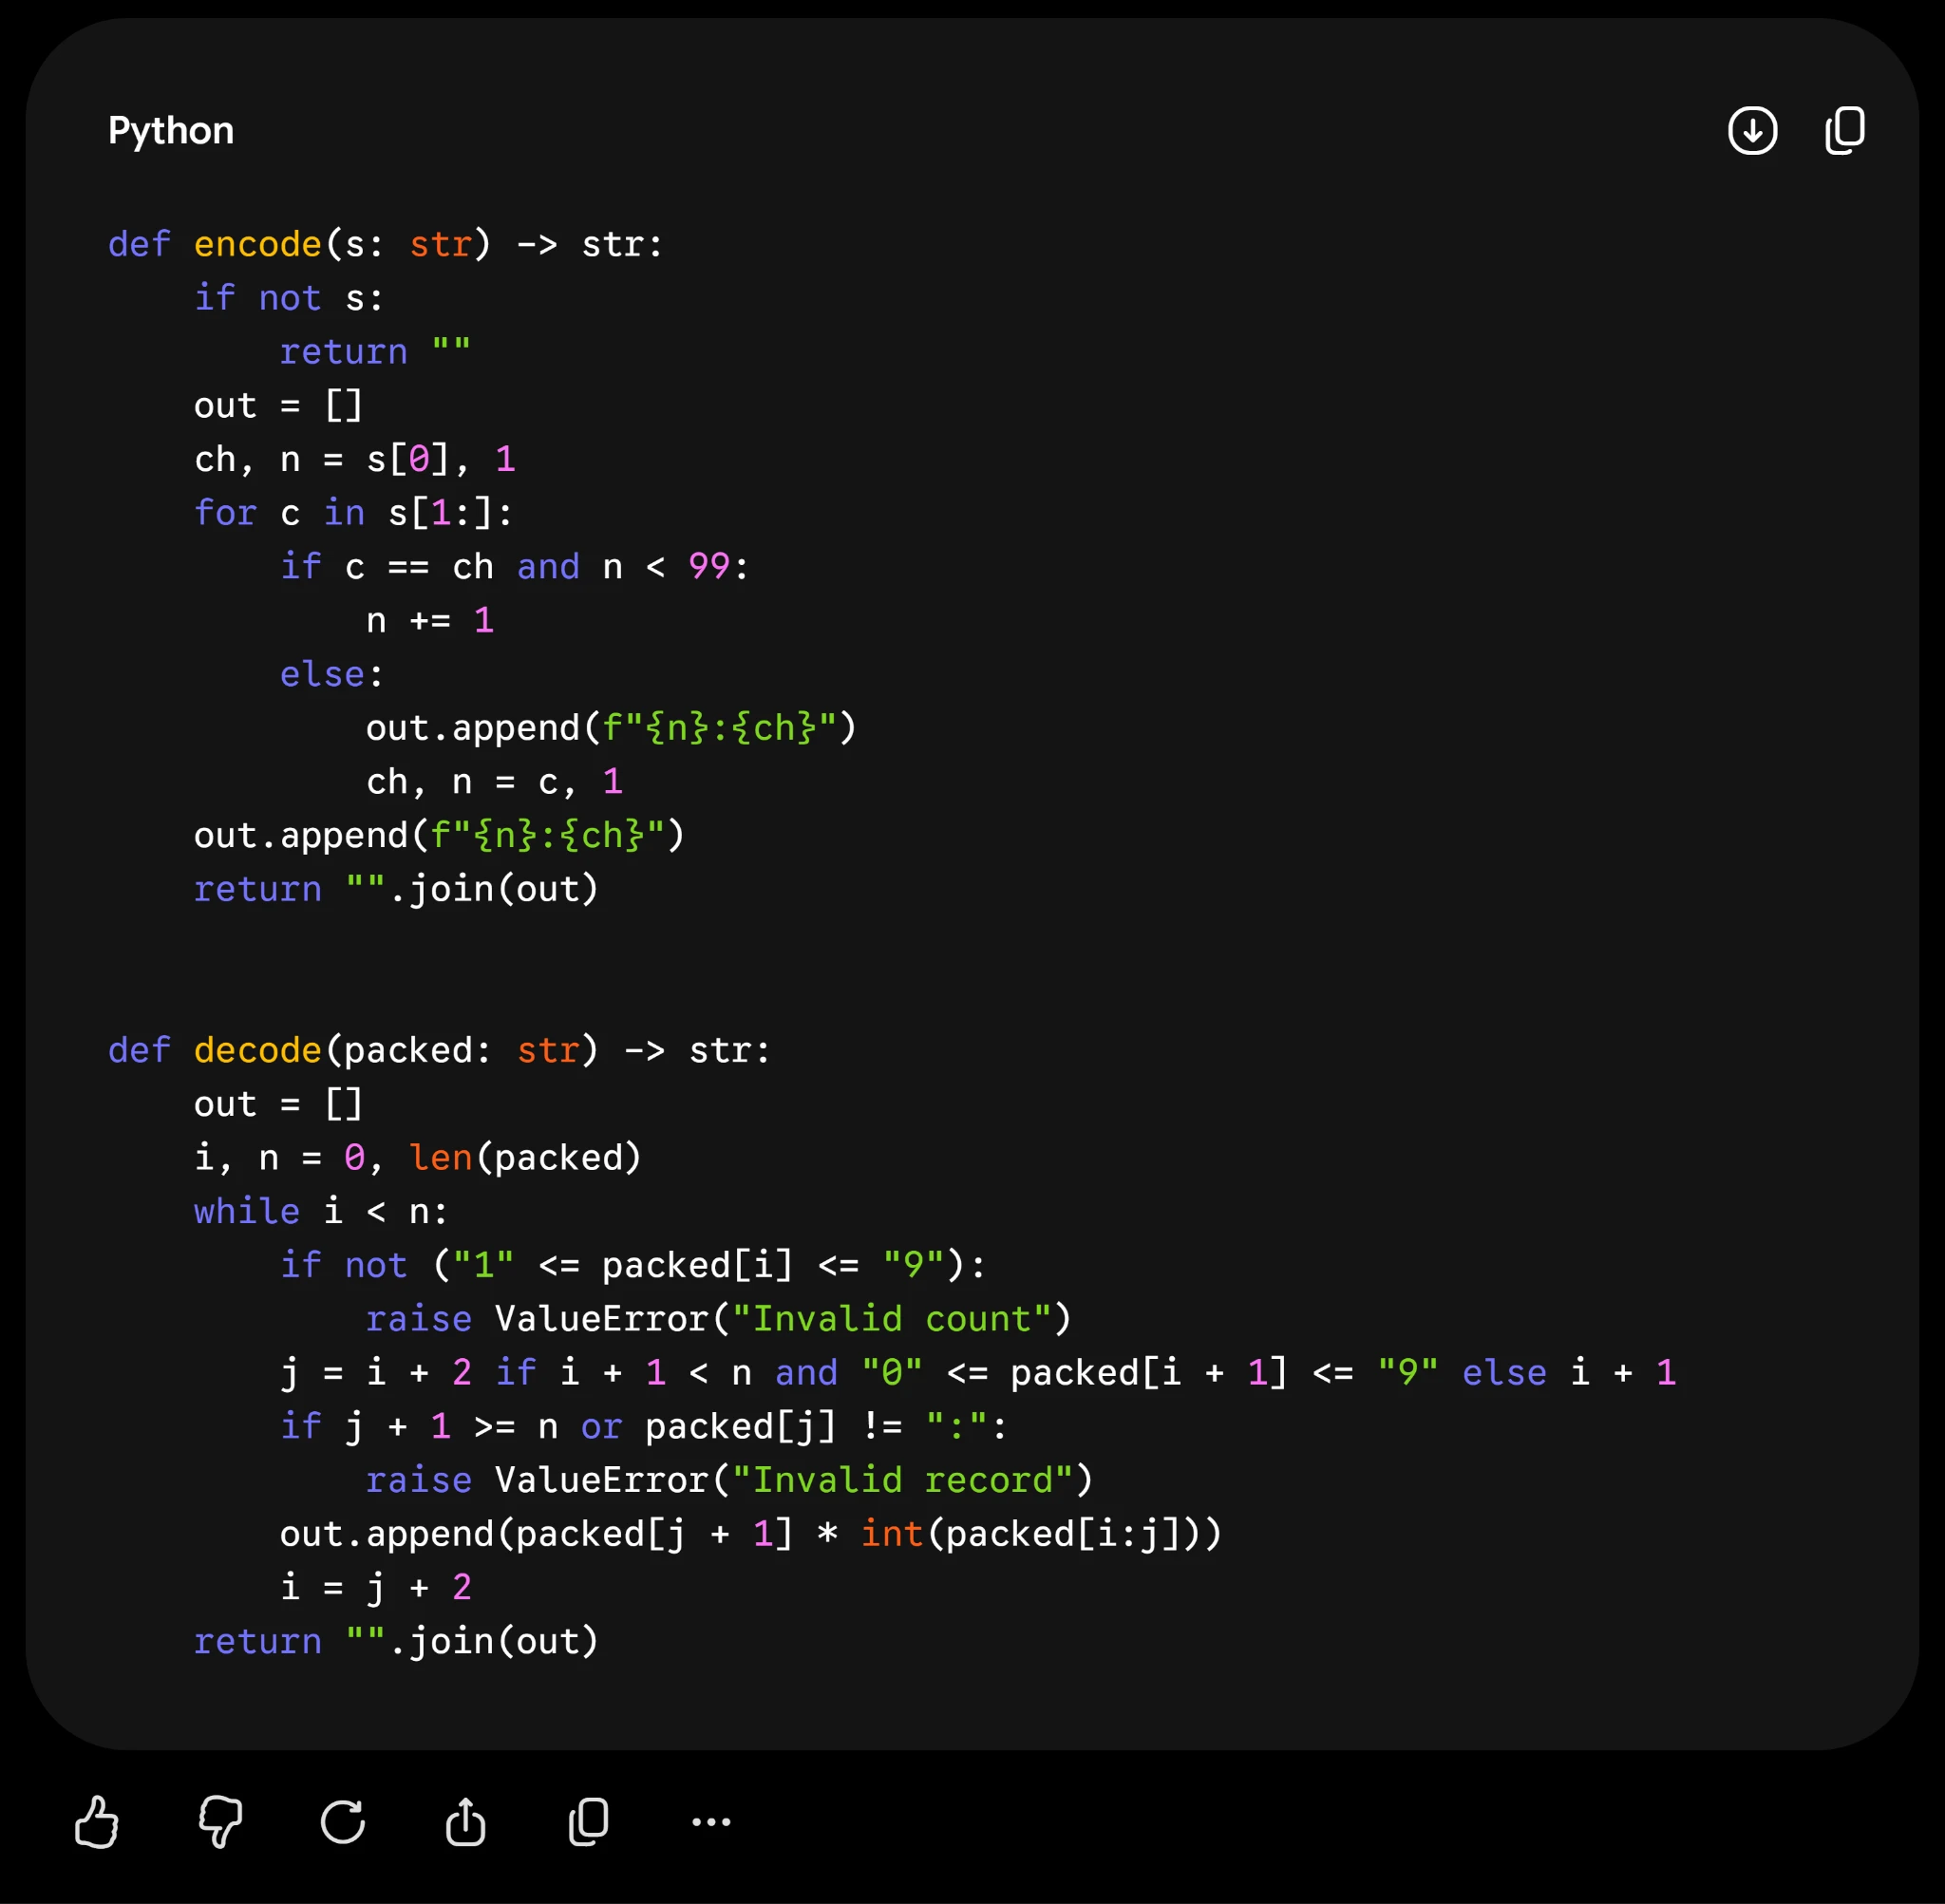 Python
def encode(s: str) -> str:
    if not s:
        return ""
    out = []
    ch, n = s[0], 1
    for c in s[1:]:
        if c == ch and n < 99:
            n += 1
        else:
            out.append(f"{n}:{ch}")
            ch, n = c, 1
    out.append(f"{n}:{ch}")
    return "".join(out)
def decode(packed: str) -> str:
    out = []
    i, n = 0, len(packed)
    while i < n:
        if not ("1" <= packed[i] <= "9"):
            raise ValueError("Invalid count")
        j = i + 2 if i + 1 < n and "0" <= packed[i + 1] <= "9" else i + 1
        if j + 1 >= n or packed[j] != ":":
            raise ValueError("Invalid record")
        out.append(packed[j + 1] * int(packed[i:j]))
        i = j + 2
    return "".join(out)